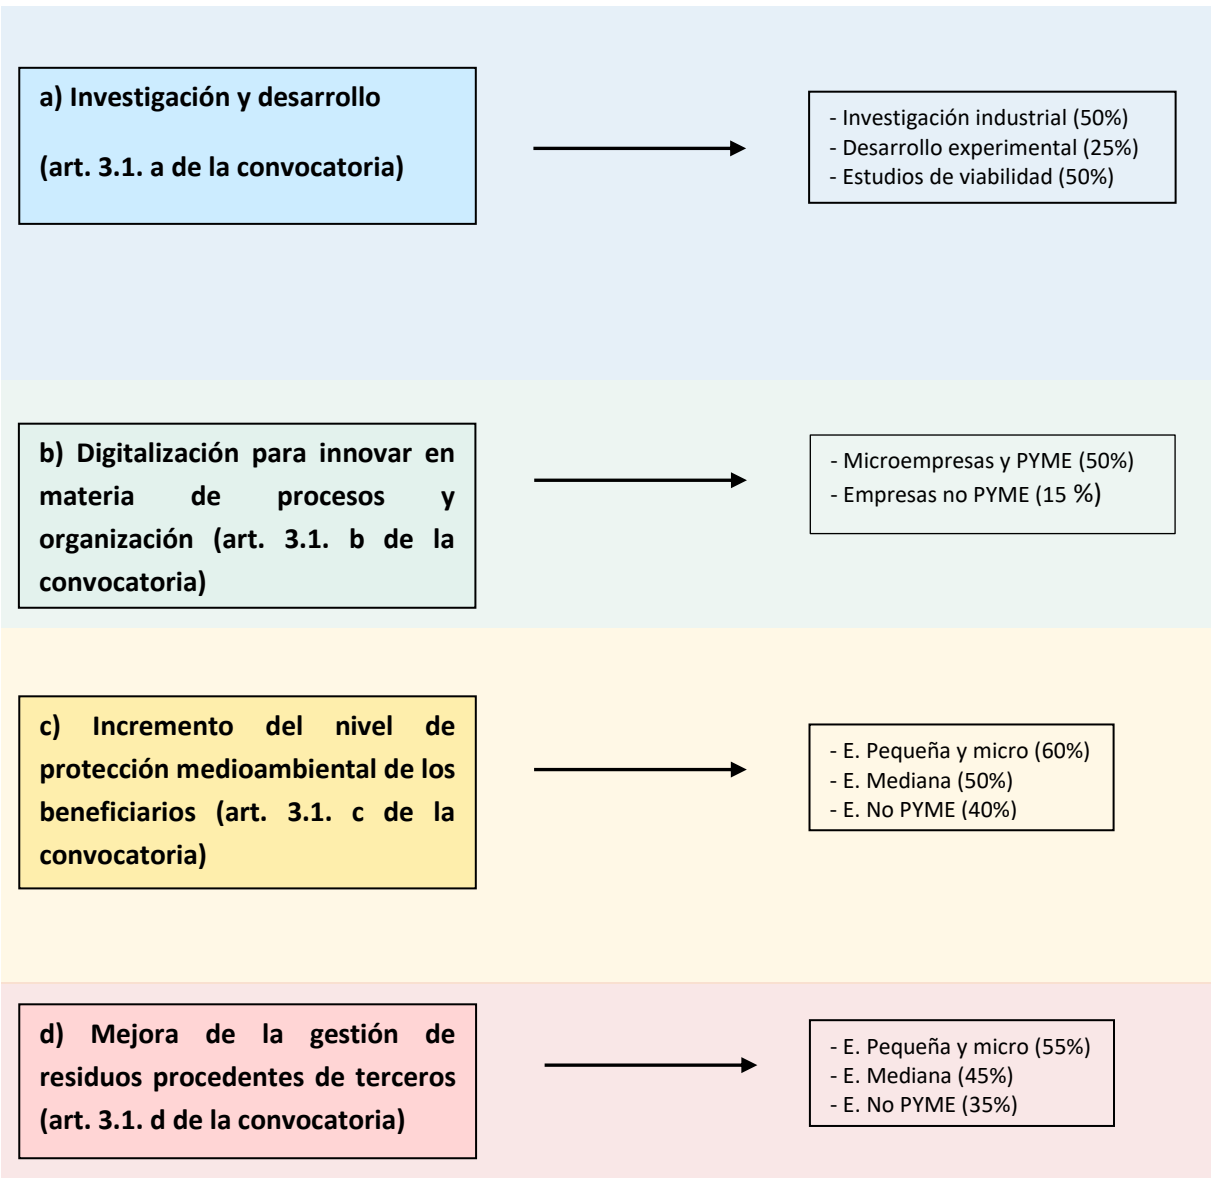 a) Investigación y desarrollo
(art. 3.1. a de la convocatoria)
- Investigación industrial (50%)
- Desarrollo experimental (25%)
- Estudios de viabilidad (50%)
b) Digitalización para innovar en
materia de procesos y
organización (art. 3.1. b de la
convocatoria)
- Microempresas y PYME (50%)
- Empresas no PYME (15 %)
c) Incremento del nivel de
protección medioambiental de los
beneficiarios (art. 3.1. c de la
convocatoria)
- E. Pequeña y micro (60%)
- E. Mediana (50%)
- E. No PYME (40%)
d) Mejora de la gestión de
residuos procedentes de terceros
(art. 3.1. d de la convocatoria)
- E. Pequeña y micro (55%)
- E. Mediana (45%)
- E. No PYME (35%)